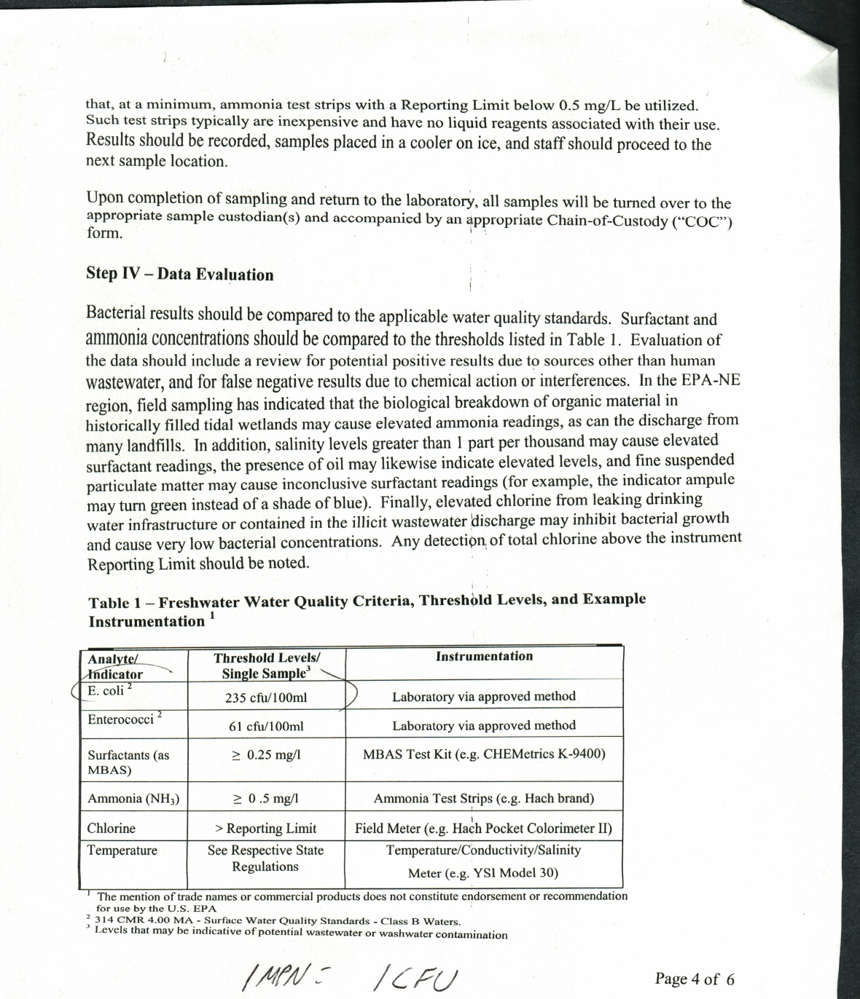 that, at a minimum, ammonia test strips with a Reporting Limit below 0.5 mg/L be utilized.
Such test strips typically are inexpensive and have no liquid reagents associated with their use.
Results should be recorded, samples placed in a cooler on ice, and staff should proceed to the
next sample location.
Upon completion of sampling and return to the laboratory, all samples will be turned over to the
appropriate sample custodian(s) and accompanied by an appropriate Chain-of-Custody (“COC”)
form.
Step IV – Data Evaluation
Bacterial results should be compared to the applicable water quality standards.  Surfactant and
ammonia concentrations should be compared to the thresholds listed in Table 1.  Evaluation of
the data should include a review for potential positive results due to sources other than human
wastewater, and for false negative results due to chemical action or interferences.  In the EPA-NE
region, field sampling has indicated that the biological breakdown of organic material in
historically filled tidal wetlands may cause elevated ammonia readings, as can the discharge from
many landfills.  In addition, salinity levels greater than 1 part per thousand may cause elevated
surfactant readings, the presence of oil may likewise indicate elevated levels, and fine suspended
particulate matter may cause inconclusive surfactant readings (for example, the indicator ampule
may turn green instead of a shade of blue).  Finally, elevated chlorine from leaking drinking
water infrastructure or contained in the illicit wastewater discharge may inhibit bacterial growth
and cause very low bacterial concentrations.  Any detection of total chlorine above the instrument
Reporting Limit should be noted.
Table 1 – Freshwater Water Quality Criteria, Threshold Levels, and Example
Instrumentation ¹
Analyte/ Threshold Levels/ Instrumentation
Indicator Single Sample³
E. coli ² 235 cfu/100ml Laboratory via approved method
Enterococci ² 61 cfu/100ml Laboratory via approved method
Surfactants (as ≥ 0.25 mg/l MBAS Test Kit (e.g. CHEMetrics K-9400)
MBAS)
Ammonia (NH₃) ≥ 0 .5 mg/l Ammonia Test Strips (e.g. Hach brand)
Chlorine > Reporting Limit Field Meter (e.g. Hach Pocket Colorimeter II)
Temperature See Respective State Temperature/Conductivity/Salinity
Regulations Meter (e.g. YSI Model 30)
¹ The mention of trade names or commercial products does not constitute endorsement or recommendation
for use by the U.S. EPA
² 314 CMR 4.00 MA - Surface Water Quality Standards - Class B Waters.
³ Levels that may be indicative of potential wastewater or washwater contamination
1 MPN = 1 CFU
Page 4 of 6